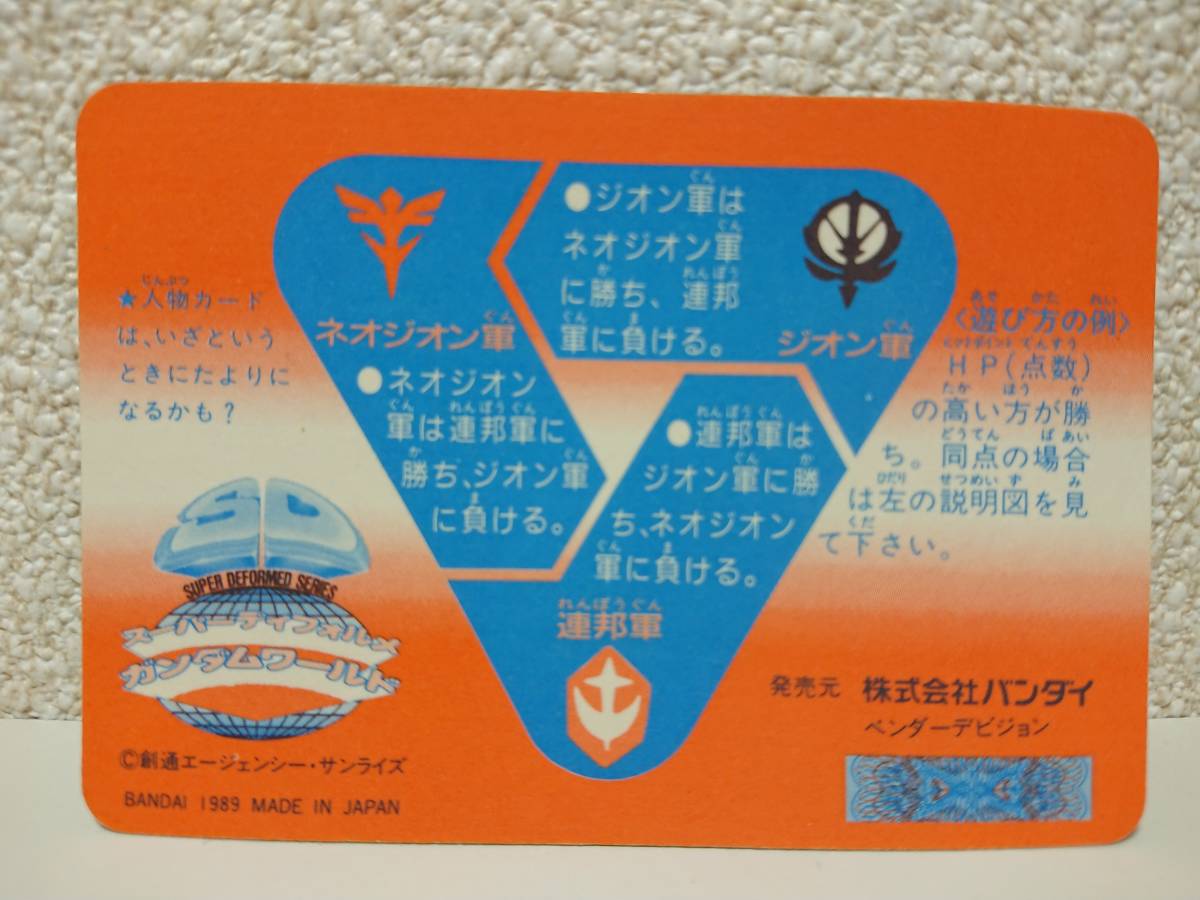 ★人物カード
は、いざという
ときにたよりに
なるかも？
ネオジオン軍
●ネオジオン
軍は連邦軍に
勝ち、ジオン軍
に負ける。
●ジオン軍は
ネオジオン軍
に勝ち、連邦
軍に負ける。
ジオン軍
●連邦軍は
ジオン軍に勝
ち、ネオジオン
軍に負ける。
連邦軍
〈遊び方の例〉
HP(点数)
の高い方が勝
ち。同点の場合
は左の説明図を見
て下さい。
SD
SUPER DEFORMED SERIES
スーパーディフォルメ
ガンダムワールド
©創通エージェンシー・サンライズ
BANDAI 1989 MADE IN JAPAN
発売元 株式会社バンダイ
ベンダーデビジョン